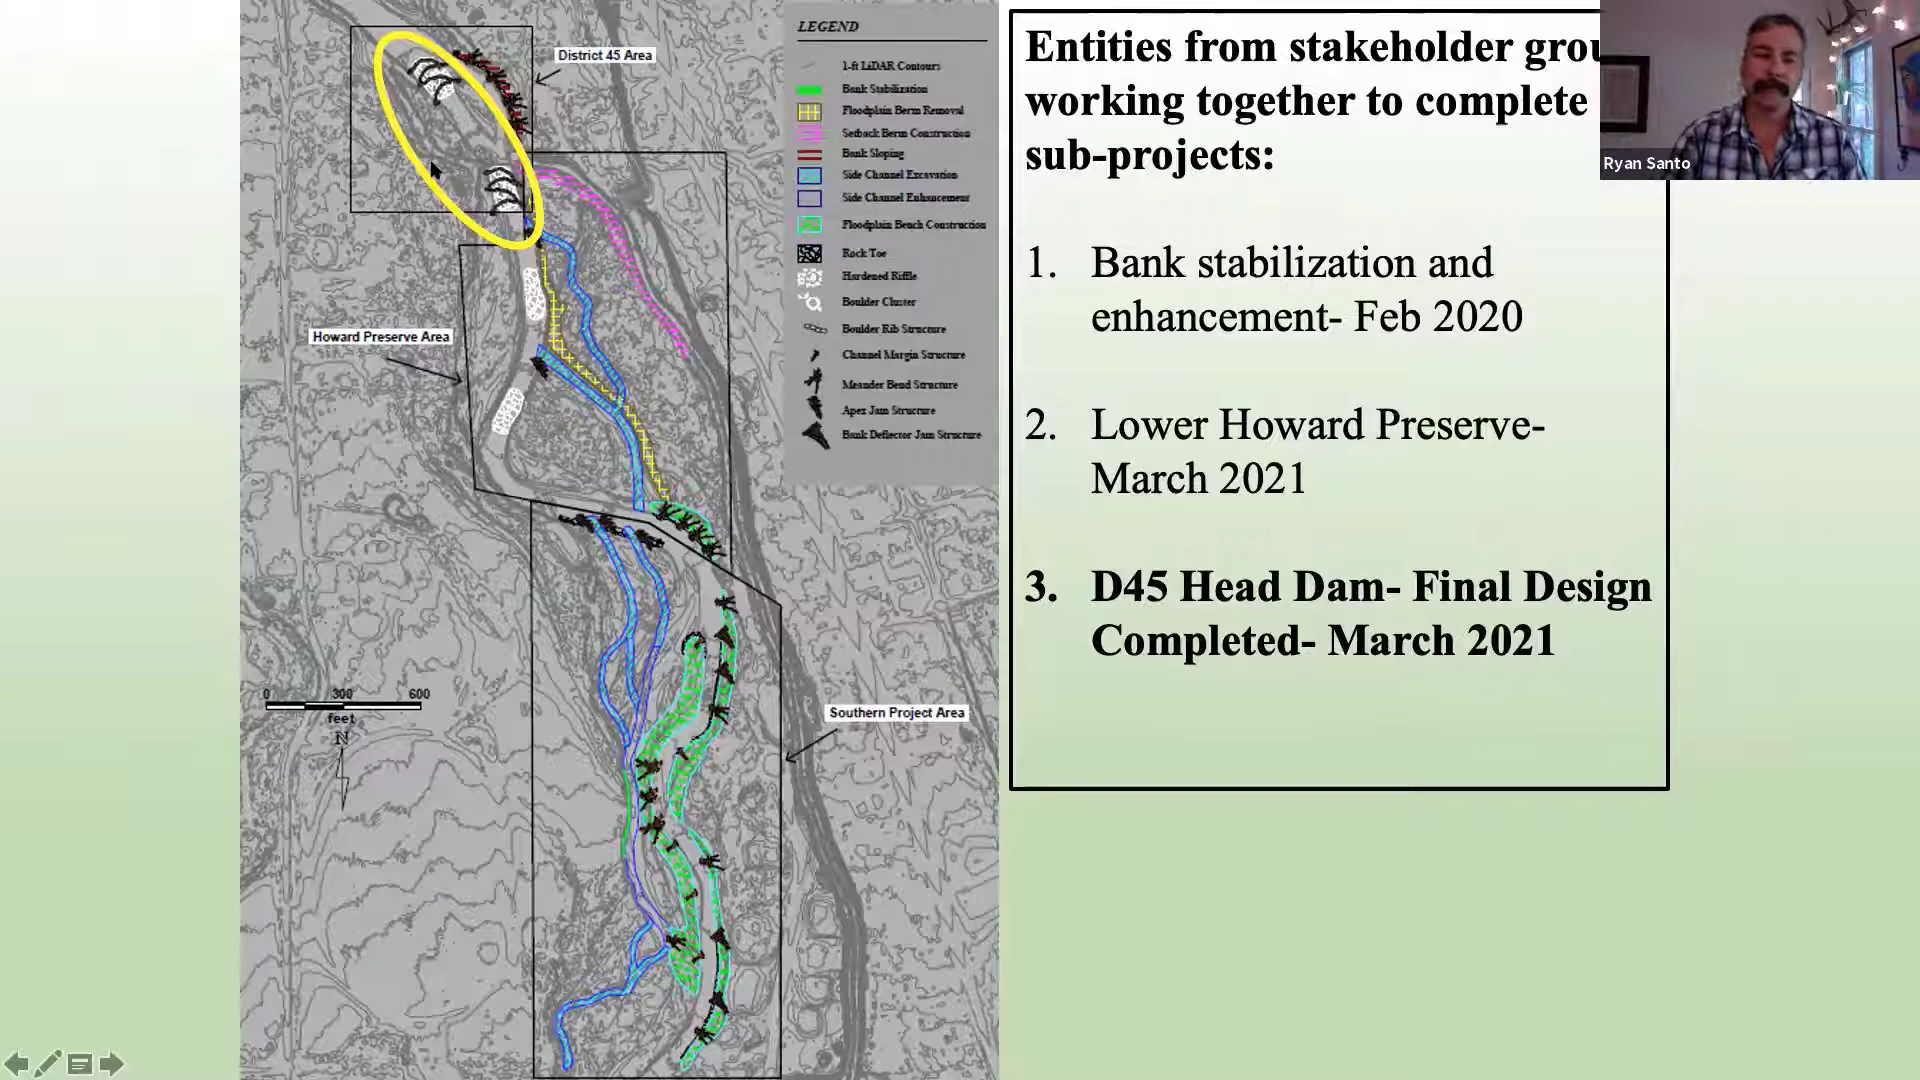 District 45 Area
Howard Preserve Area
0 300 600
feet
N
Southern Project Area
LEGEND
1-ft LiDAR Contours
Bank Stabilization
Floodplain Berm Removal
Setback Berm Construction
Bank Sloping
Side Channel Excavation
Side Channel Enhancement
Floodplain Bench Construction
Rock Toe
Hardened Riffle
Boulder Cluster
Boulder Rib Structure
Channel Margin Structure
Meander Bend Structure
Apex Jam Structure
Bank Deflector Jam Structure
Entities from stakeholder grou
working together to complete
sub-projects:
1. Bank stabilization and
enhancement- Feb 2020
2. Lower Howard Preserve-
March 2021
3. D45 Head Dam- Final Design
Completed- March 2021
Ryan Santo